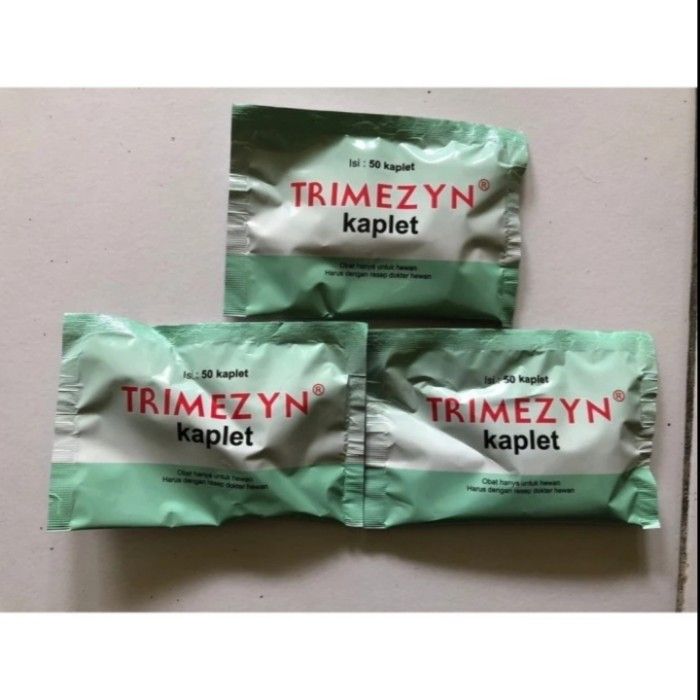 Isi : 50 kaplet
TRIMEZYN®
kaplet
Obat hanya untuk hewan
Harus dengan resep dokter hewan
Isi : 50 kaplet
TRIMEZYN®
kaplet
Obat hanya untuk hewan
Harus dengan resep dokter hewan
Isi : 50 kaplet
TRIMEZYN®
kaplet
Obat hanya untuk hewan
Harus dengan resep dokter hewan